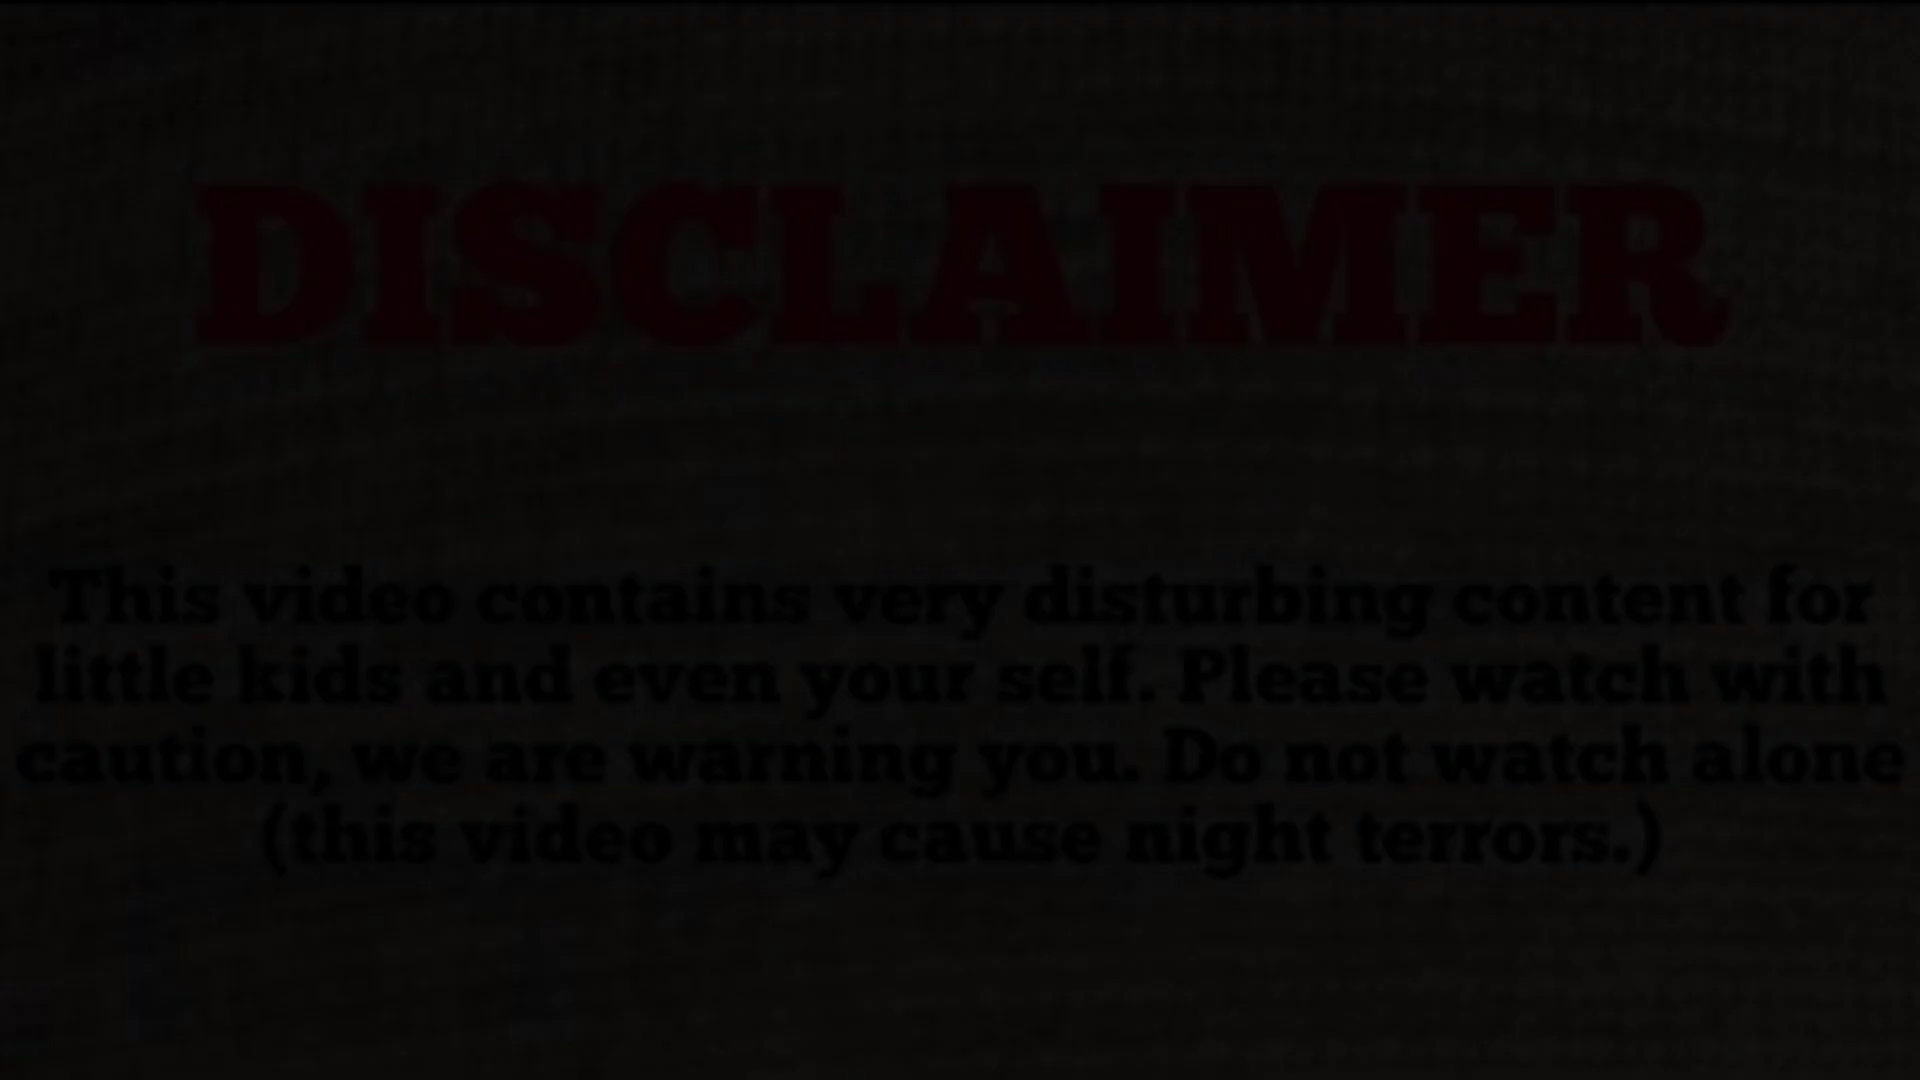 DISCLAIMER
This video contains very disturbing content for
little kids and even your self. Please watch with
caution, we are warning you. Do not watch alone
(this video may cause night terrors.)